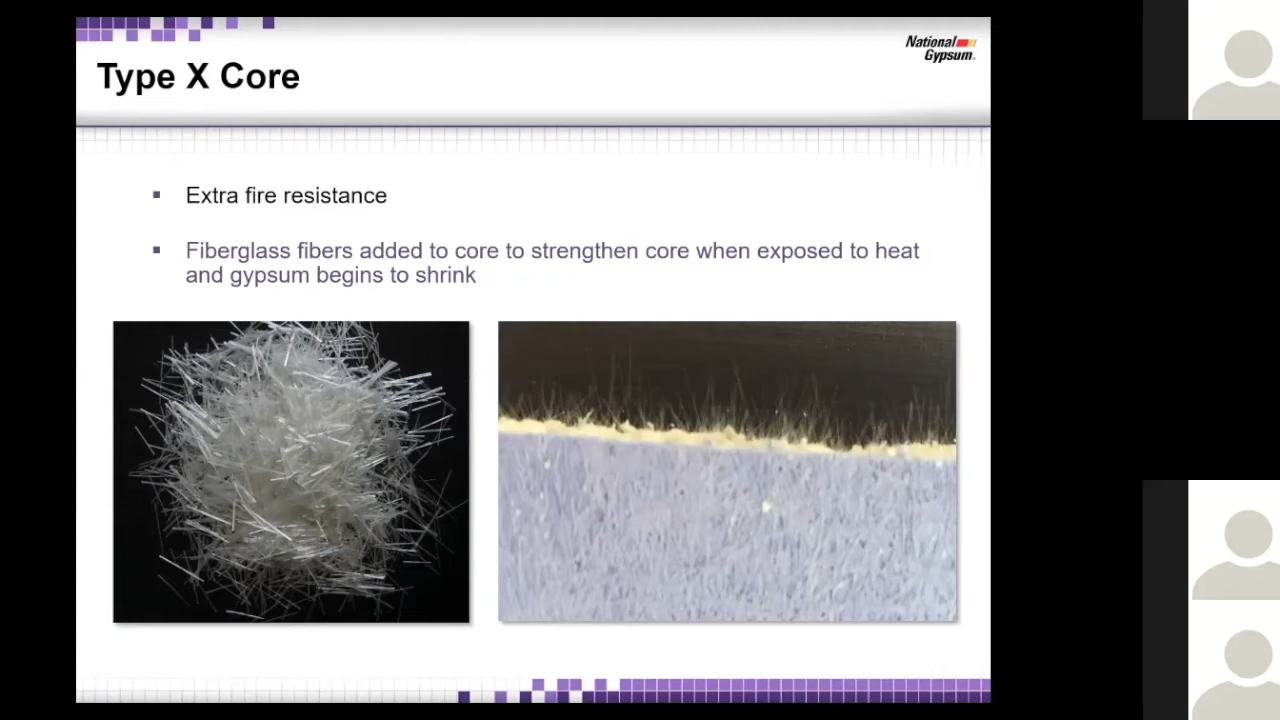 National
Gypsum
Type X Core
Extra fire resistance
Fiberglass fibers added to core to strengthen core when exposed to heat
and gypsum begins to shrink